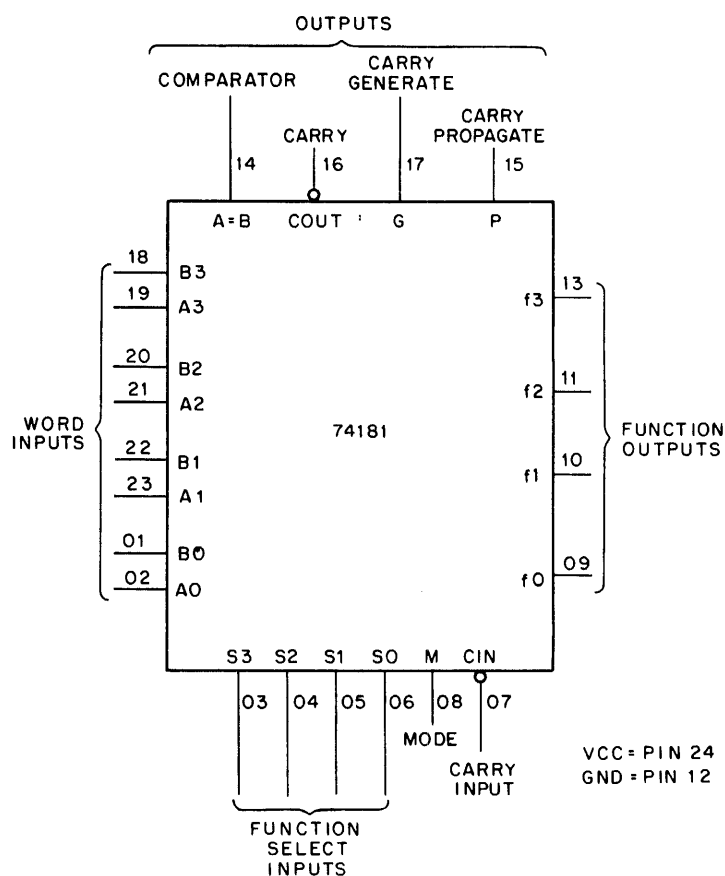 OUTPUTS
COMPARATOR
CARRY
GENERATE
CARRY
CARRY
PROPAGATE
14
16
17
15
A=B
COUT
G
P
18
B3
19
A3
20
B2
21
A2
22
B1
23
A1
01
B0
02
A0
WORD
INPUTS
74181
f3
13
f2
11
f1
10
f0
09
FUNCTION
OUTPUTS
S3
S2
S1
S0
M
CIN
03
04
05
06
08
07
MODE
CARRY
INPUT
FUNCTION
SELECT
INPUTS
VCC = PIN 24
GND = PIN 12